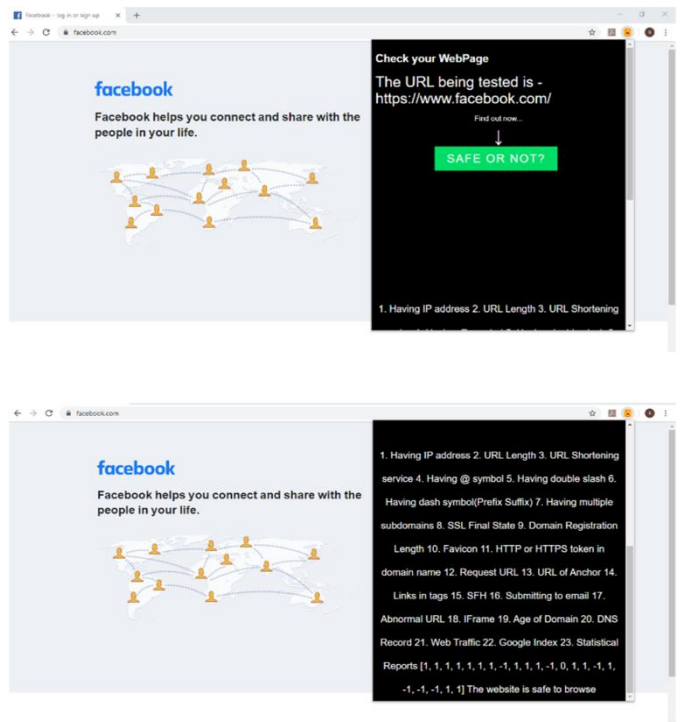 facebook – log in or sign up
facebook.com
facebook
Facebook helps you connect and share with the
people in your life.
Check your WebPage
The URL being tested is -
https://www.facebook.com/
Find out now...
SAFE OR NOT?
1. Having IP address 2. URL Length 3. URL Shortening
facebook.com
facebook
Facebook helps you connect and share with the
people in your life.
1. Having IP address 2. URL Length 3. URL Shortening
service 4. Having @ symbol 5. Having double slash 6.
Having dash symbol(Prefix Suffix) 7. Having multiple
subdomains 8. SSL Final State 9. Domain Registration
Length 10. Favicon 11. HTTP or HTTPS token in
domain name 12. Request URL 13. URL of Anchor 14.
Links in tags 15. SFH 16. Submitting to email 17.
Abnormal URL 18. IFrame 19. Age of Domain 20. DNS
Record 21. Web Traffic 22. Google Index 23. Statistical
Reports [1, 1, 1, 1, 1, 1, 1, -1, 1, 1, 1, -1, 0, 1, 1, -1, 1,
-1, -1, -1, 1, 1] The website is safe to browse